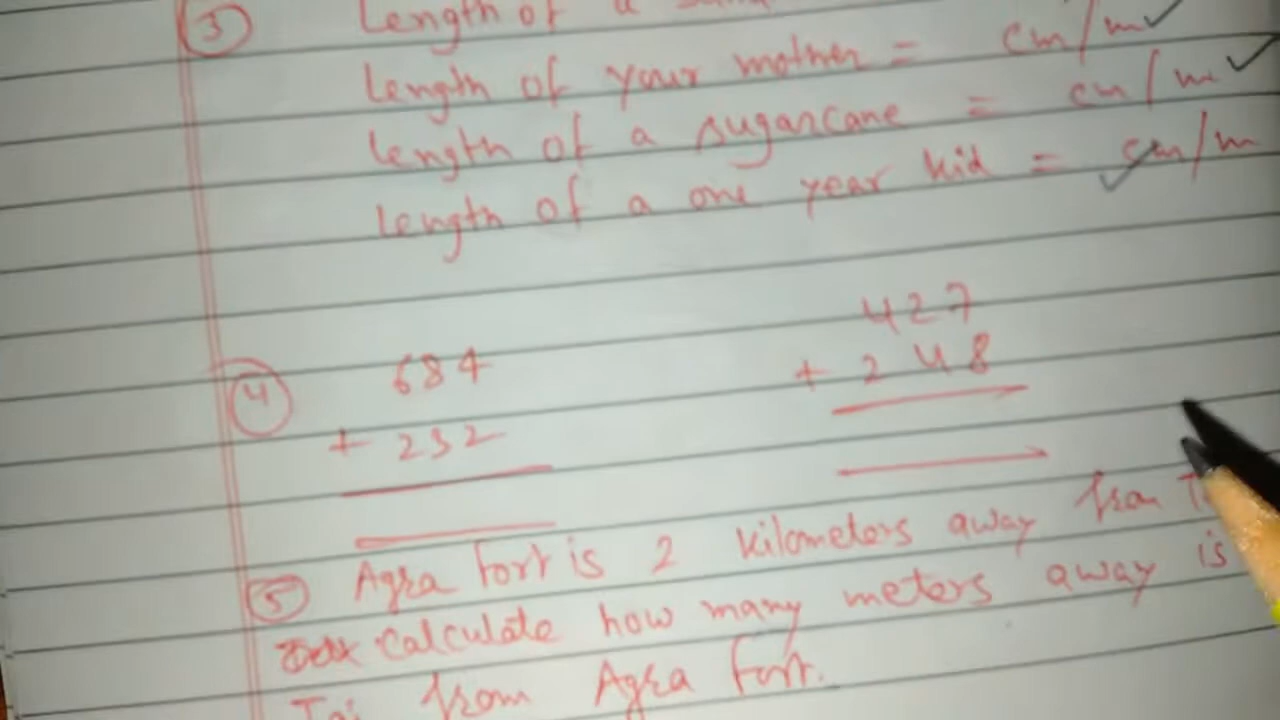 3 Length of a
Length of your mother = cm/m ✓
Length of a sugarcane = cm/m ✓
Length of a one year kid = cm/m
4 684 427
+ 232 + 248
5 Agra Fort is 2 kilometers away from
calculate how many meters away is
Taj from Agra Fort.